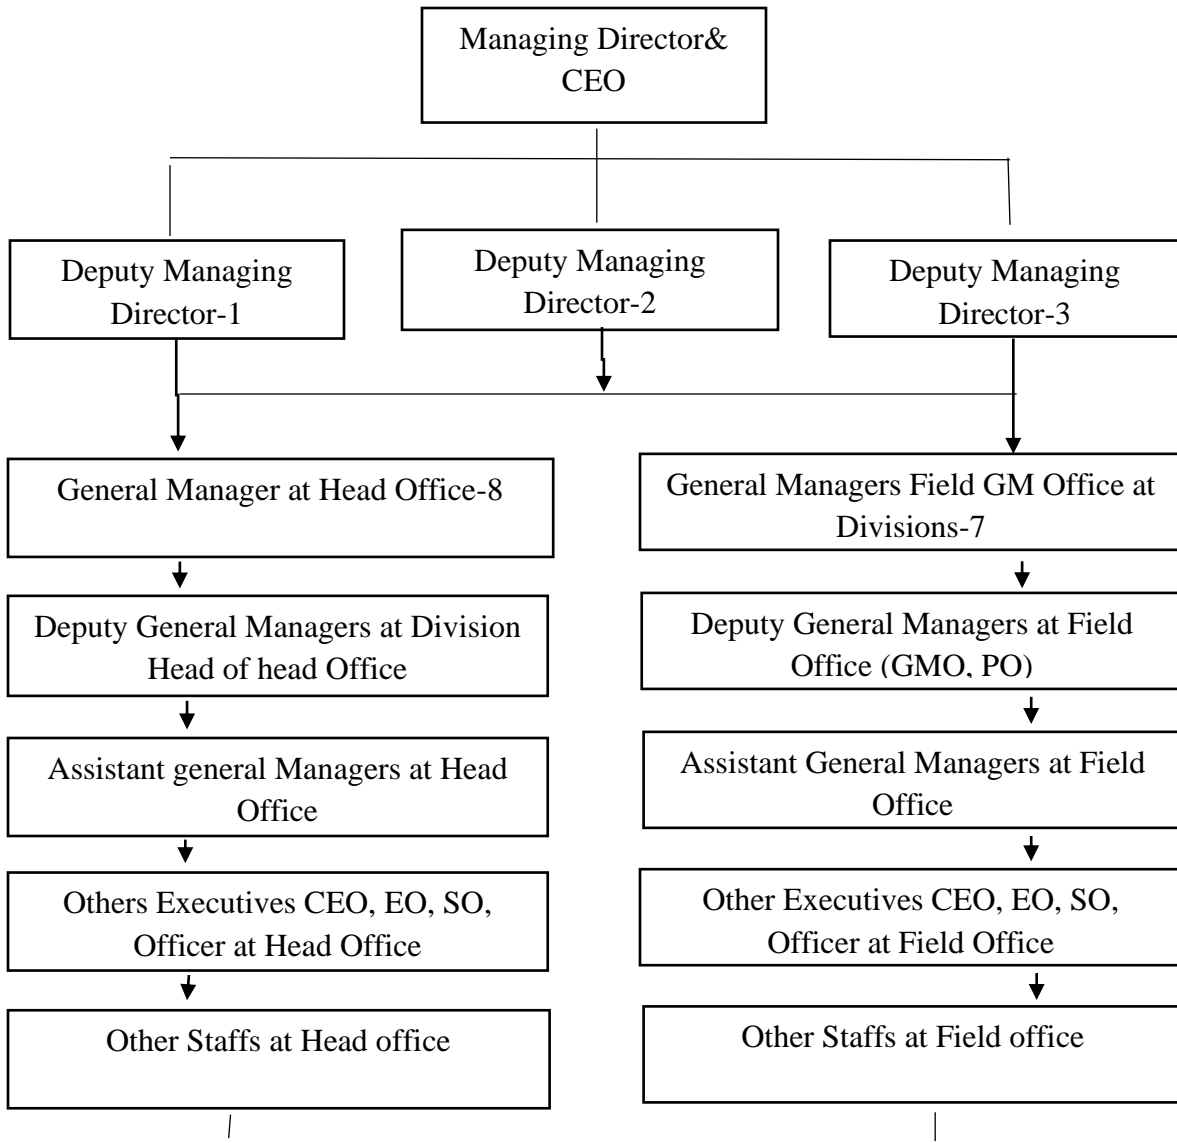 Managing Director&
CEO
Deputy Managing
Director-1
Deputy Managing
Director-2
Deputy Managing
Director-3
General Manager at Head Office-8
General Managers Field GM Office at
Divisions-7
Deputy General Managers at Division
Head of head Office
Deputy General Managers at Field
Office (GMO, PO)
Assistant general Managers at Head
Office
Assistant General Managers at Field
Office
Others Executives CEO, EO, SO,
Officer at Head Office
Other Executives CEO, EO, SO,
Officer at Field Office
Other Staffs at Head office
Other Staffs at Field office